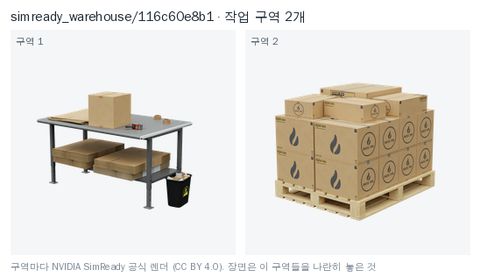 simready_warehouse/116c60e8b1 · 작업 구역 2개
구역 1
구역 2
구역마다 NVIDIA SimReady 공식 렌더 (CC BY 4.0). 장면은 이 구역들을 나란히 놓은 것